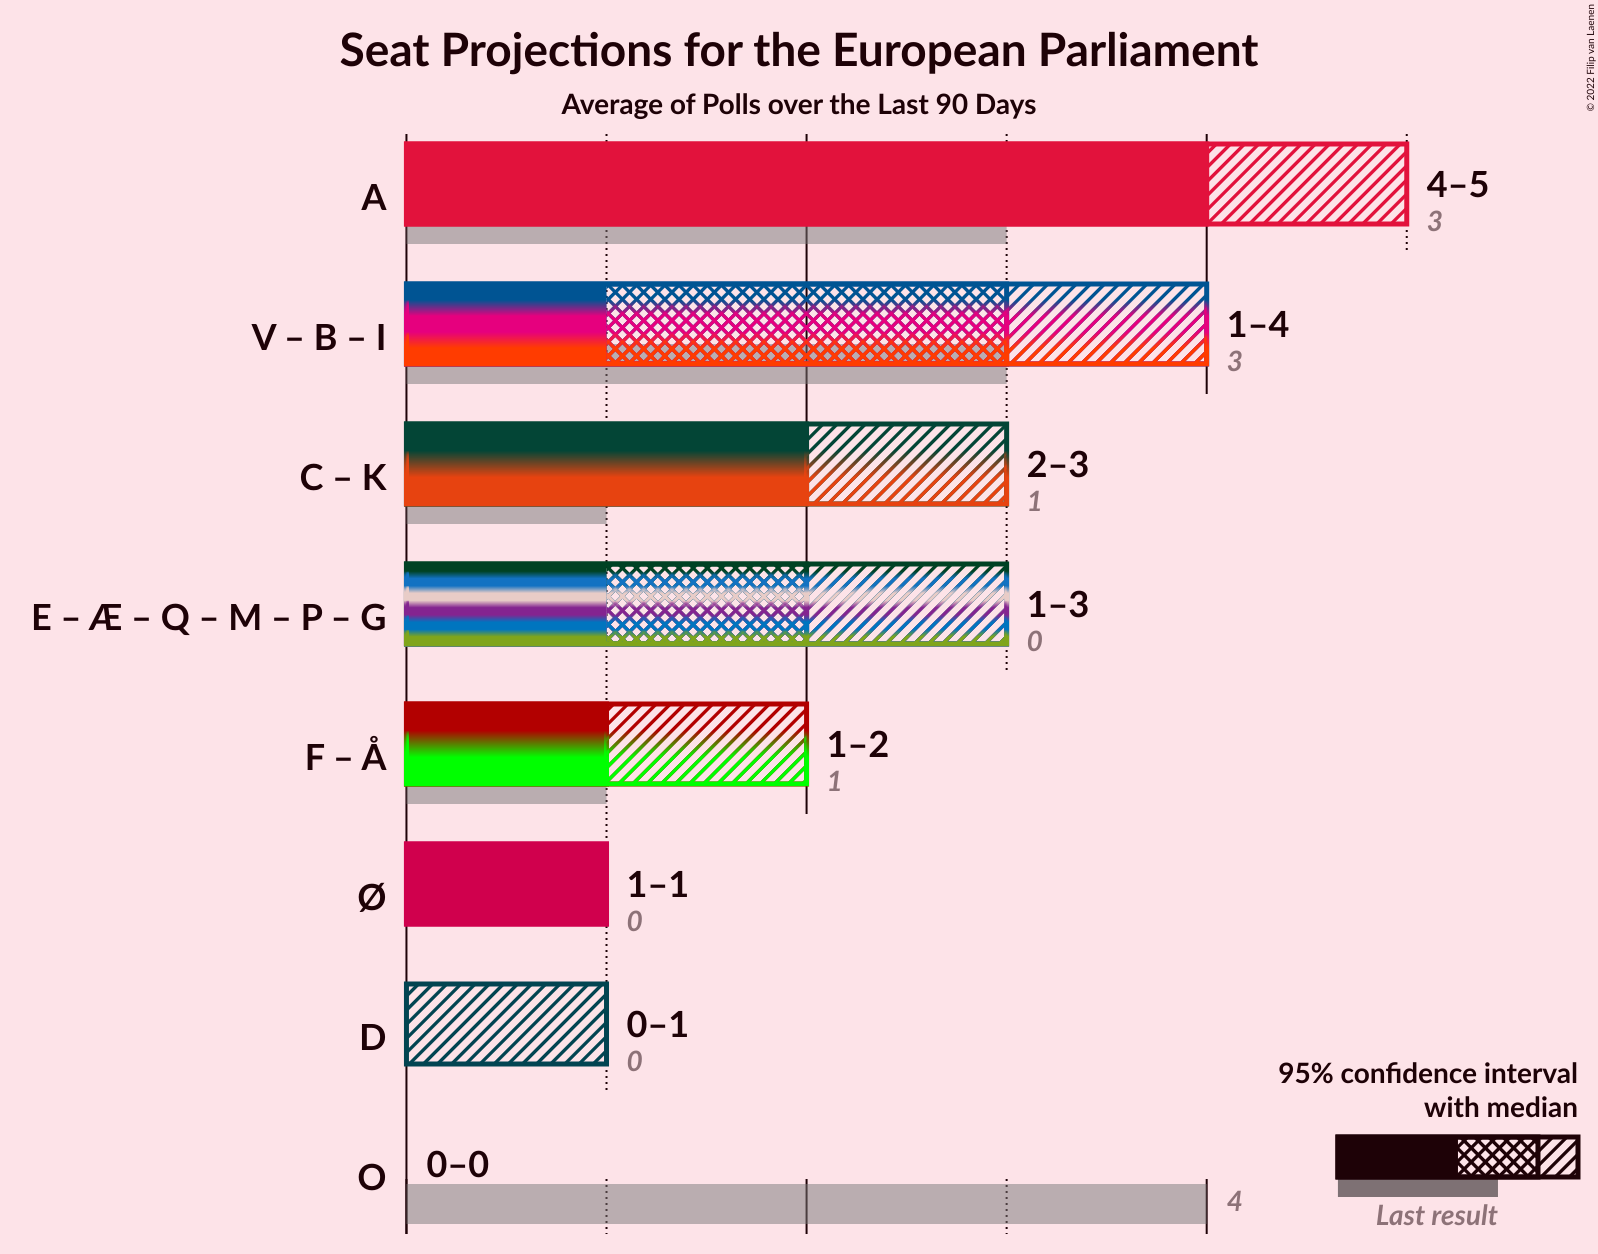 Seat Projections for the European Parliament
Average of Polls over the Last 90 Days
© 2022 Filip van Laenen
A
4–5
3
V – B – I
1–4
3
C – K
2–3
1
E – Æ – Q – M – P – G
1–3
0
F – Å
1–2
1
Ø
1–1
0
D
0–1
0
O
0–0
4
95% confidence interval
with median
Last result